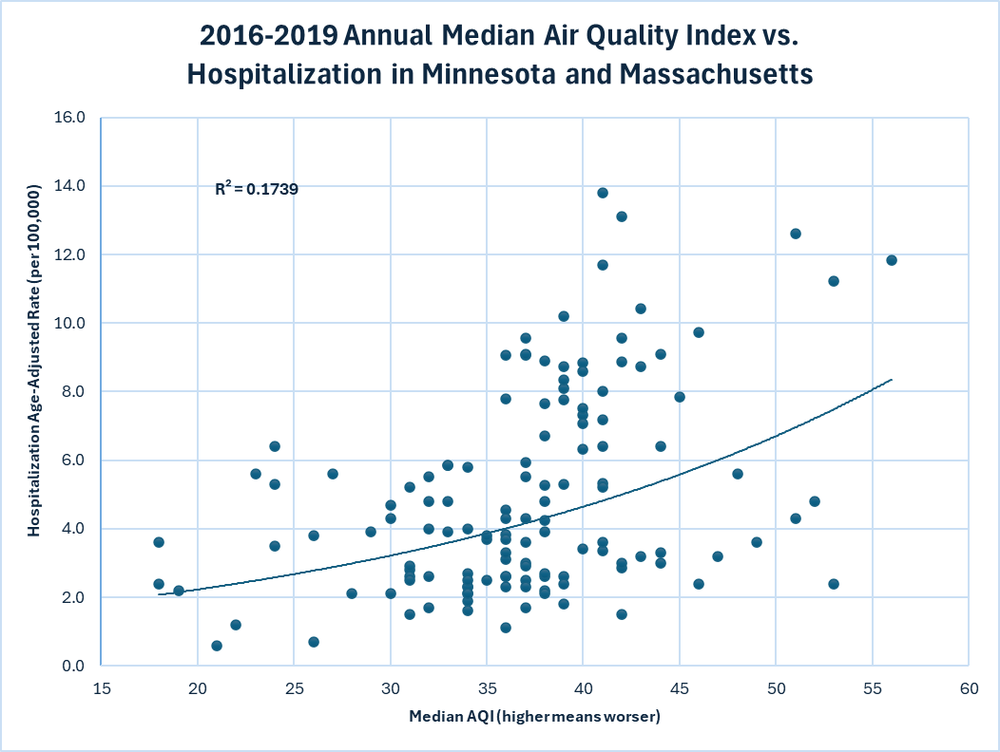 2016-2019 Annual Median Air Quality Index vs.
Hospitalization in Minnesota and Massachusetts
16.0
14.0
12.0
10.0
8.0
6.0
4.0
2.0
0.0
Hospitalization Age-Adjusted Rate (per 100,000)
R² = 0.1739
15 20 25 30 35 40 45 50 55 60
Median AQI (higher means worser)